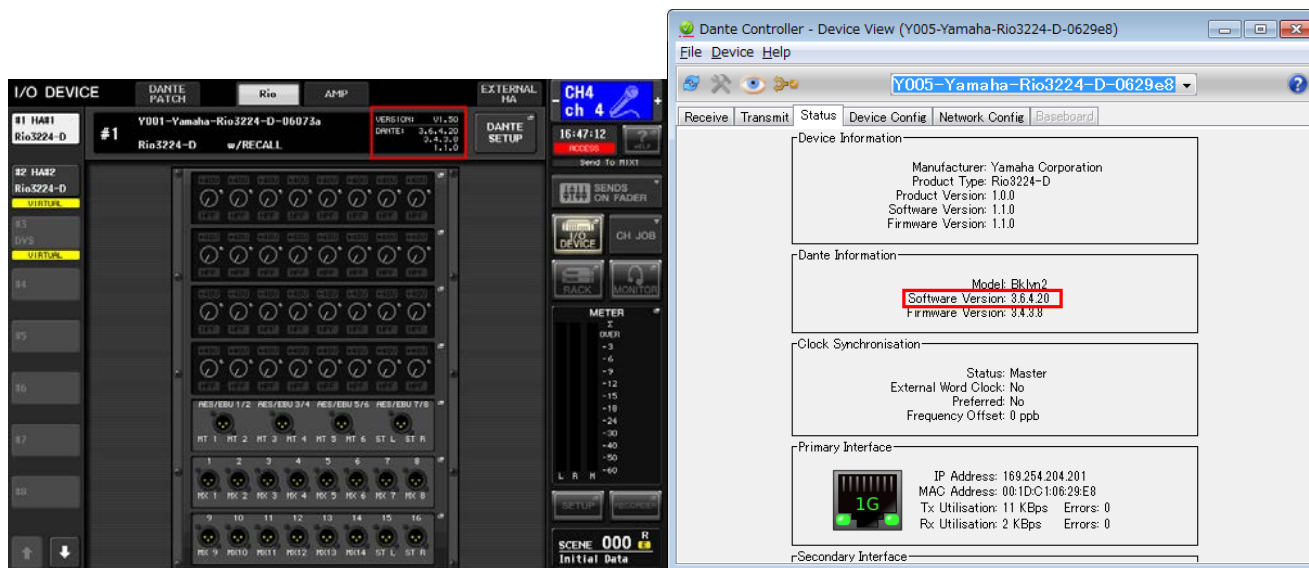 I/O DEVICE
DANTE PATCH
Rio
AMP
EXTERNAL HA
#1 HA#1
Rio3224-D
#1
Y001-Yamaha-Rio3224-D-06073a
Rio3224-D w/RECALL
VERSION: V1.50
DANTE: 3.6.4.20
3.4.3.8
1.1.0
DANTE SETUP
#2 HA#2
Rio3224-D
VIRTUAL
#3
DVS
VIRTUAL
#4
#5
#6
#7
#8
AES/EBU 1/2 AES/EBU 3/4 AES/EBU 5/6 AES/EBU 7/8
MT 1 MT 2 MT 3 MT 4 MT 5 MT 6 ST L ST R
1 2 3 4 5 6 7 8
MX 1 MX 2 MX 3 MX 4 MX 5 MX 6 MX 7 MX 8
9 10 11 12 13 14 15 16
MX 9 MX10 MX11 MX12 MX13 MX14 ST L ST R
CH4
ch 4
- +
16:47:12
ACCESS
?
HELP
Send To MIX1
SENDS ON FADER
I/O DEVICE
CH JOB
RACK
MONITOR
METER
Σ
OVER
-3
-6
-9
-12
-15
-18
-24
-30
-40
-50
-60
L R M
SETUP
RECORDER
SCENE 000 R E
Initial Data
Dante Controller - Device View (Y005-Yamaha-Rio3224-D-0629e8)
File Device Help
Y005-Yamaha-Rio3224-D-0629e8
?
Receive Transmit Status Device Config Network Config Baseboard
Device Information
Manufacturer: Yamaha Corporation
Product Type: Rio3224-D
Product Version: 1.0.0
Software Version: 1.1.0
Firmware Version: 1.1.0
Dante Information
Model: Bklyn2
Software Version: 3.6.4.20
Firmware Version: 3.4.3.8
Clock Synchronisation
Status: Master
External Word Clock: No
Preferred: No
Frequency Offset: 0 ppb
Primary Interface
1G
IP Address: 169.254.204.201
MAC Address: 00:1D:C1:06:29:E8
Tx Utilisation: 11 KBps Errors: 0
Rx Utilisation: 2 KBps Errors: 0
Secondary Interface